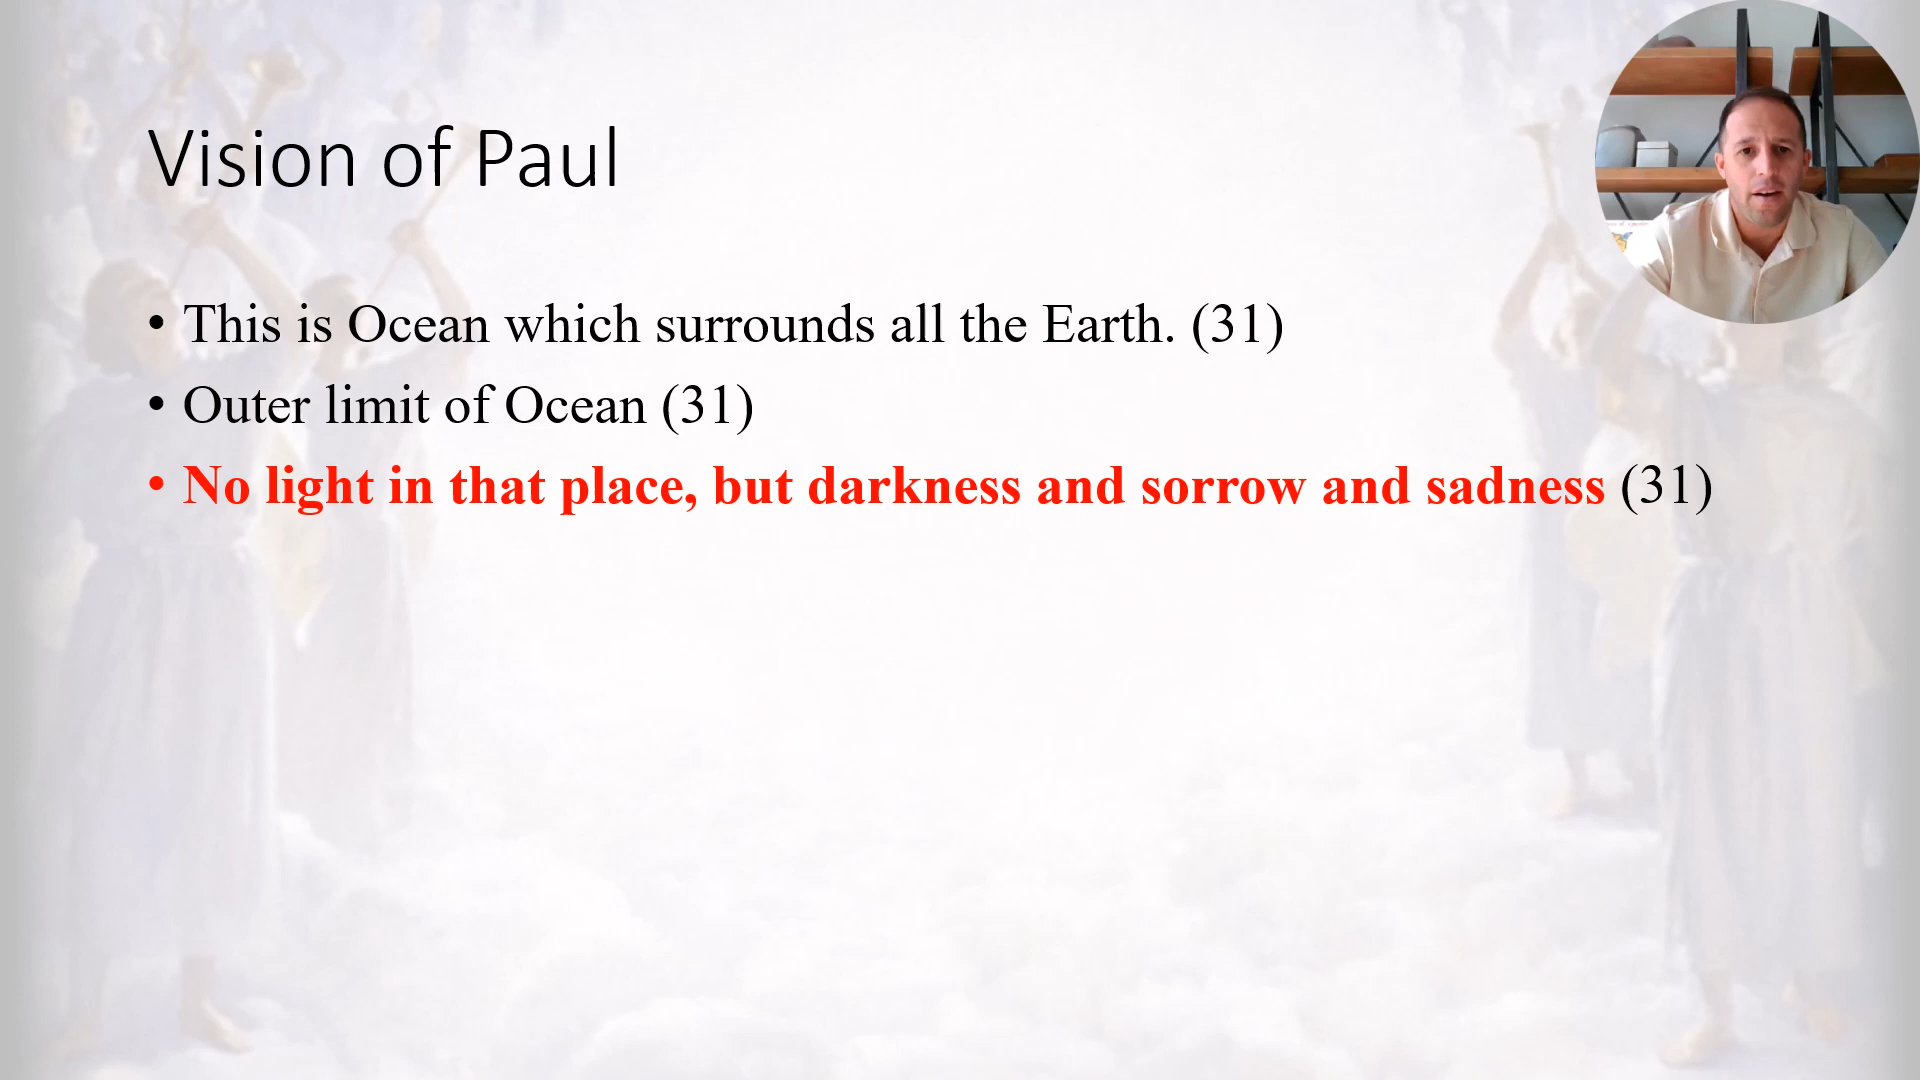 Vision of Paul
• This is Ocean which surrounds all the Earth. (31)
• Outer limit of Ocean (31)
• No light in that place, but darkness and sorrow and sadness (31)